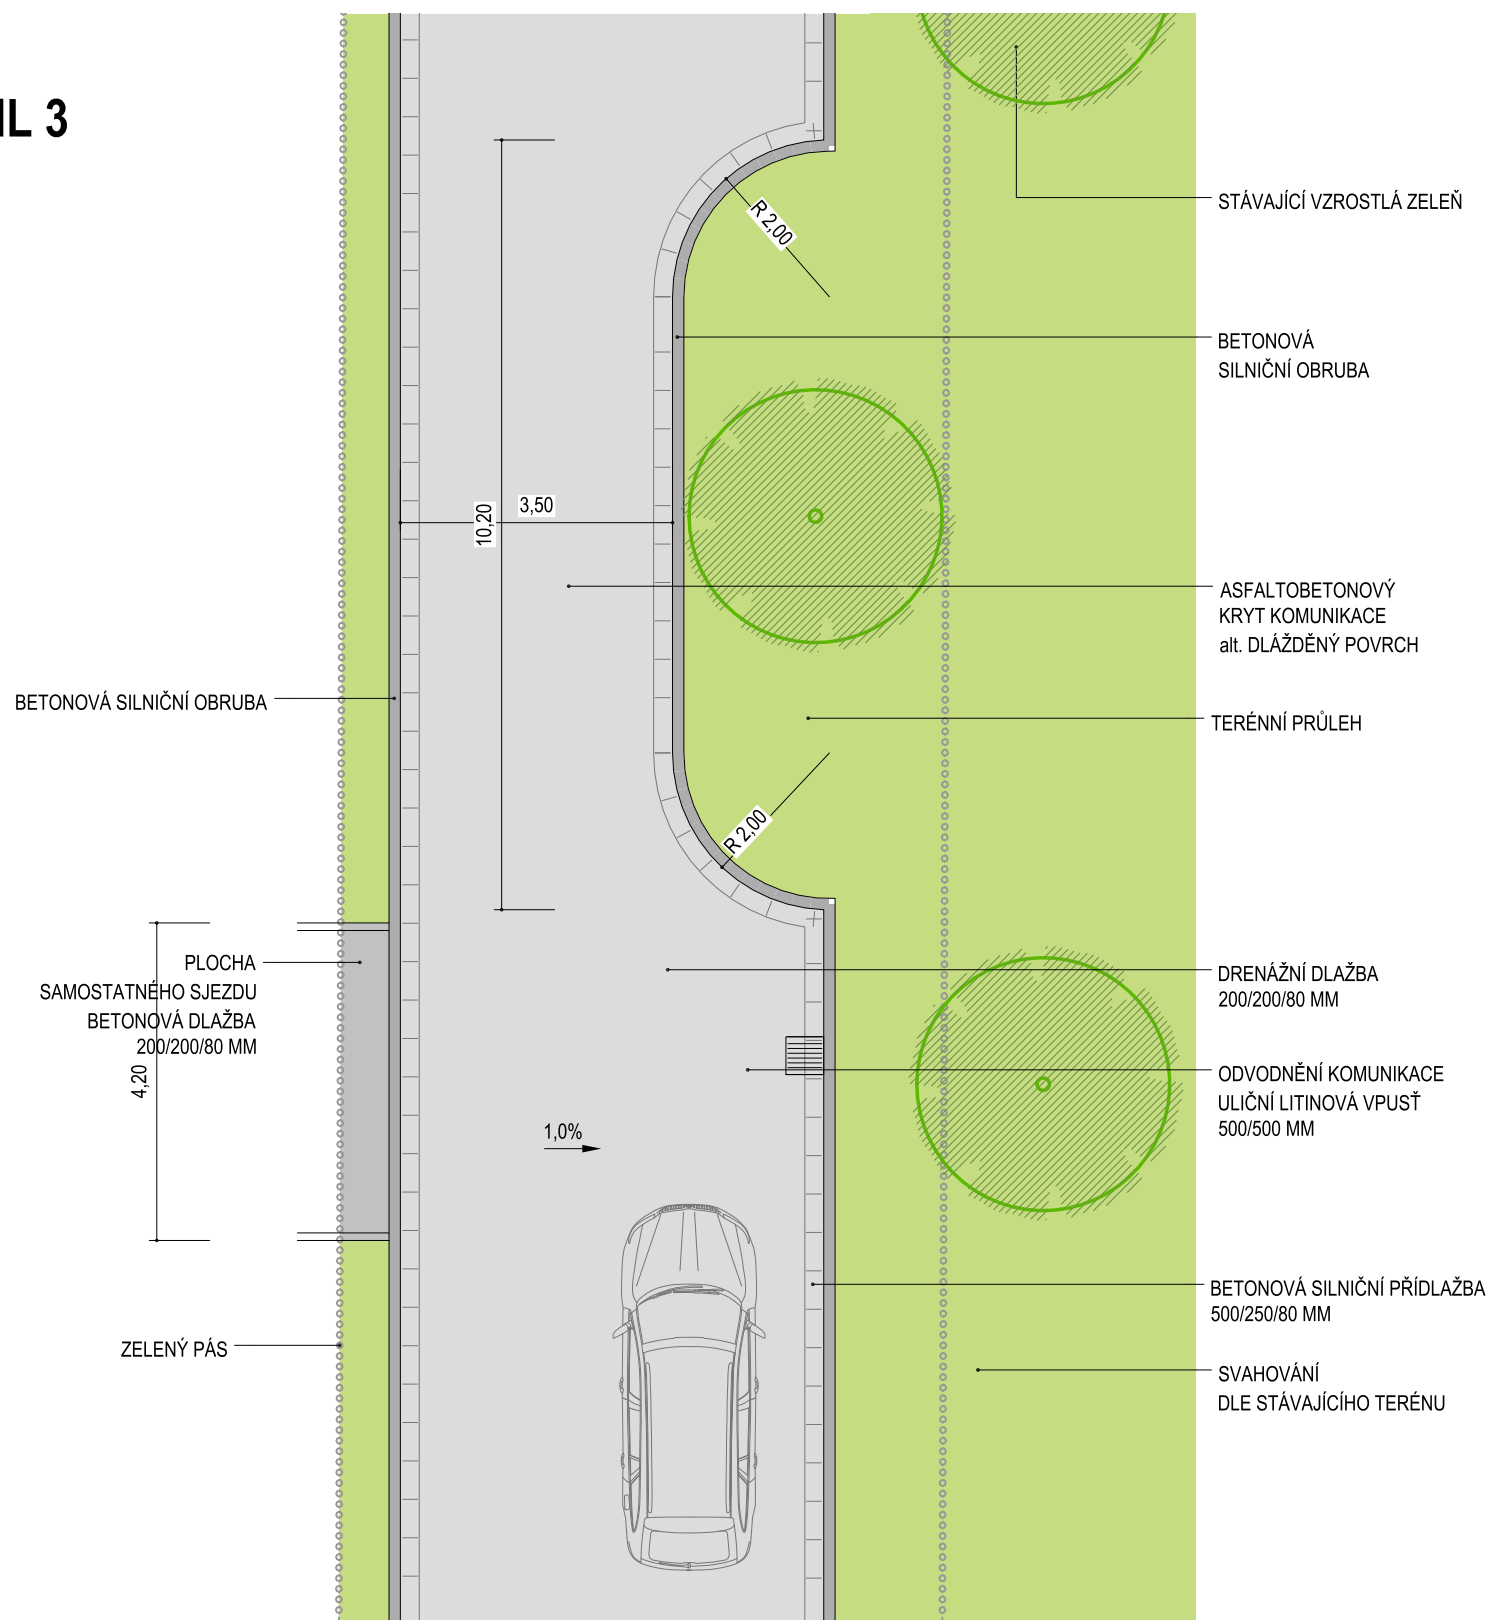 IL 3
STÁVAJÍCÍ VZROSTLÁ ZELEŇ
R 2,00
BETONOVÁ
SILNIČNÍ OBRUBA
3,50
10,20
ASFALTOBETONOVÝ
KRYT KOMUNIKACE
alt. DLÁŽDĚNÝ POVRCH
BETONOVÁ SILNIČNÍ OBRUBA
TERÉNNÍ PRŮLEH
R 2,00
PLOCHA
SAMOSTATNÉHO SJEZDU
BETONOVÁ DLAŽBA
200/200/80 MM
4,20
DRENÁŽNÍ DLAŽBA
200/200/80 MM
ODVODNĚNÍ KOMUNIKACE
ULIČNÍ LITINOVÁ VPUSŤ
500/500 MM
1,0%
BETONOVÁ SILNIČNÍ PŘÍDLAŽBA
500/250/80 MM
ZELENÝ PÁS
SVAHOVÁNÍ
DLE STÁVAJÍCÍHO TERÉNU